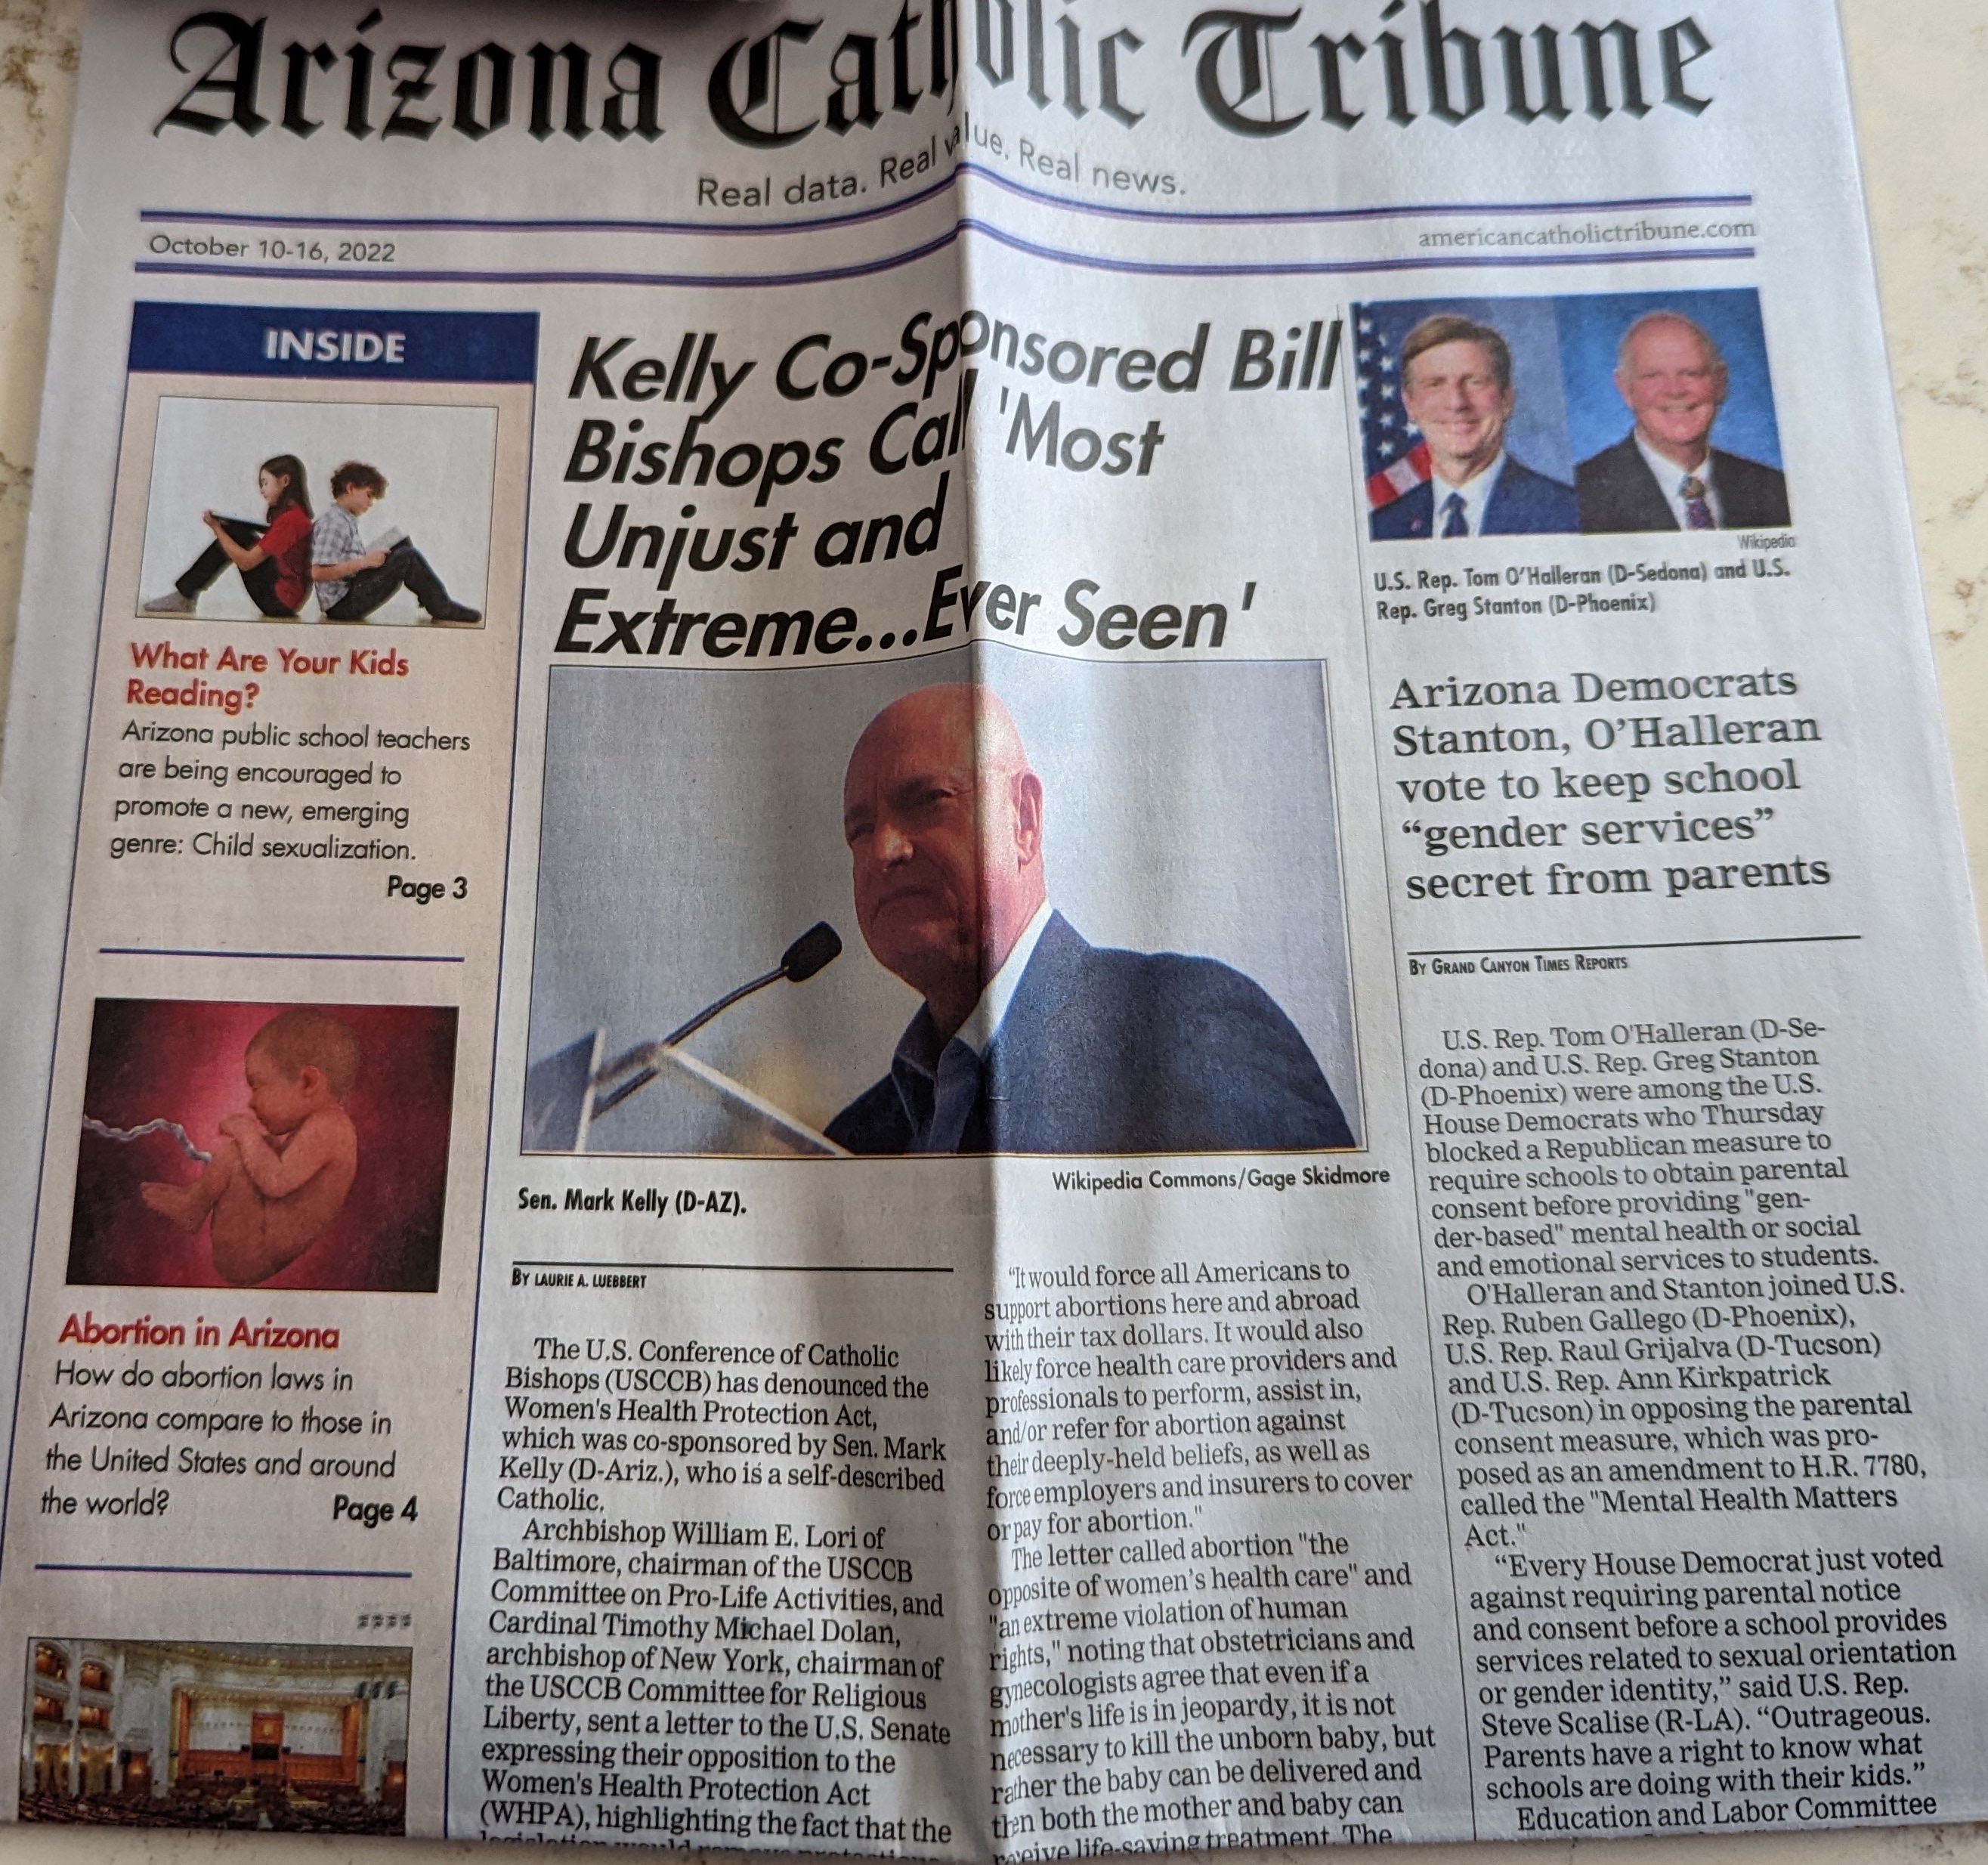 Arizona Catholic Tribune
Real data. Real value. Real news.
October 10-16, 2022
americancatholictribune.com
INSIDE
What Are Your Kids
Reading?
Arizona public school teachers
are being encouraged to
promote a new, emerging
genre: Child sexualization.
Page 3
Abortion in Arizona
How do abortion laws in
Arizona compare to those in
the United States and around
the world?
Page 4
Kelly Co-Sponsored Bill
Bishops Call 'Most
Unjust and
Extreme...Ever Seen'
Wikipedia Commons/Gage Skidmore
Sen. Mark Kelly (D-AZ).
BY LAURIE A. LUEBBERT
The U.S. Conference of Catholic
Bishops (USCCB) has denounced the
Women's Health Protection Act,
which was co-sponsored by Sen. Mark
Kelly (D-Ariz.), who is a self-described
Catholic.
Archbishop William E. Lori of
Baltimore, chairman of the USCCB
Committee on Pro-Life Activities, and
Cardinal Timothy Michael Dolan,
archbishop of New York, chairman of
the USCCB Committee for Religious
Liberty, sent a letter to the U.S. Senate
expressing their opposition to the
Women's Health Protection Act
(WHPA), highlighting the fact that the
"It would force all Americans to
support abortions here and abroad
with their tax dollars. It would also
likely force health care providers and
professionals to perform, assist in,
and/or refer for abortion against
their deeply-held beliefs, as well as
force employers and insurers to cover
or pay for abortion."
The letter called abortion "the
opposite of women's health care" and
"an extreme violation of human
rights," noting that obstetricians and
gynecologists agree that even if a
mother's life is in jeopardy, it is not
necessary to kill the unborn baby, but
rather the baby can be delivered and
then both the mother and baby can
receive life-saving treatment. The
Wikipedia
U.S. Rep. Tom O'Halleran (D-Sedona) and U.S.
Rep. Greg Stanton (D-Phoenix)
Arizona Democrats
Stanton, O'Halleran
vote to keep school
“gender services”
secret from parents
BY GRAND CANYON TIMES REPORTS
U.S. Rep. Tom O'Halleran (D-Se-
dona) and U.S. Rep. Greg Stanton
(D-Phoenix) were among the U.S.
House Democrats who Thursday
blocked a Republican measure to
require schools to obtain parental
consent before providing "gen-
der-based" mental health or social
and emotional services to students.
O'Halleran and Stanton joined U.S.
Rep. Ruben Gallego (D-Phoenix),
U.S. Rep. Raul Grijalva (D-Tucson)
and U.S. Rep. Ann Kirkpatrick
(D-Tucson) in opposing the parental
consent measure, which was pro-
posed as an amendment to H.R. 7780,
called the "Mental Health Matters
Act."
“Every House Democrat just voted
against requiring parental notice
and consent before a school provides
services related to sexual orientation
or gender identity,” said U.S. Rep.
Steve Scalise (R-LA). “Outrageous.
Parents have a right to know what
schools are doing with their kids.”
Education and Labor Committee